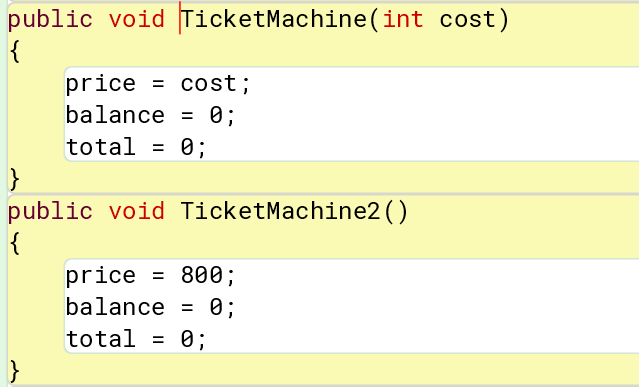 public void TicketMachine(int cost)
{
price = cost;
balance = 0;
total = 0;
}
public void TicketMachine2()
{
price = 800;
balance = 0;
total = 0;
}